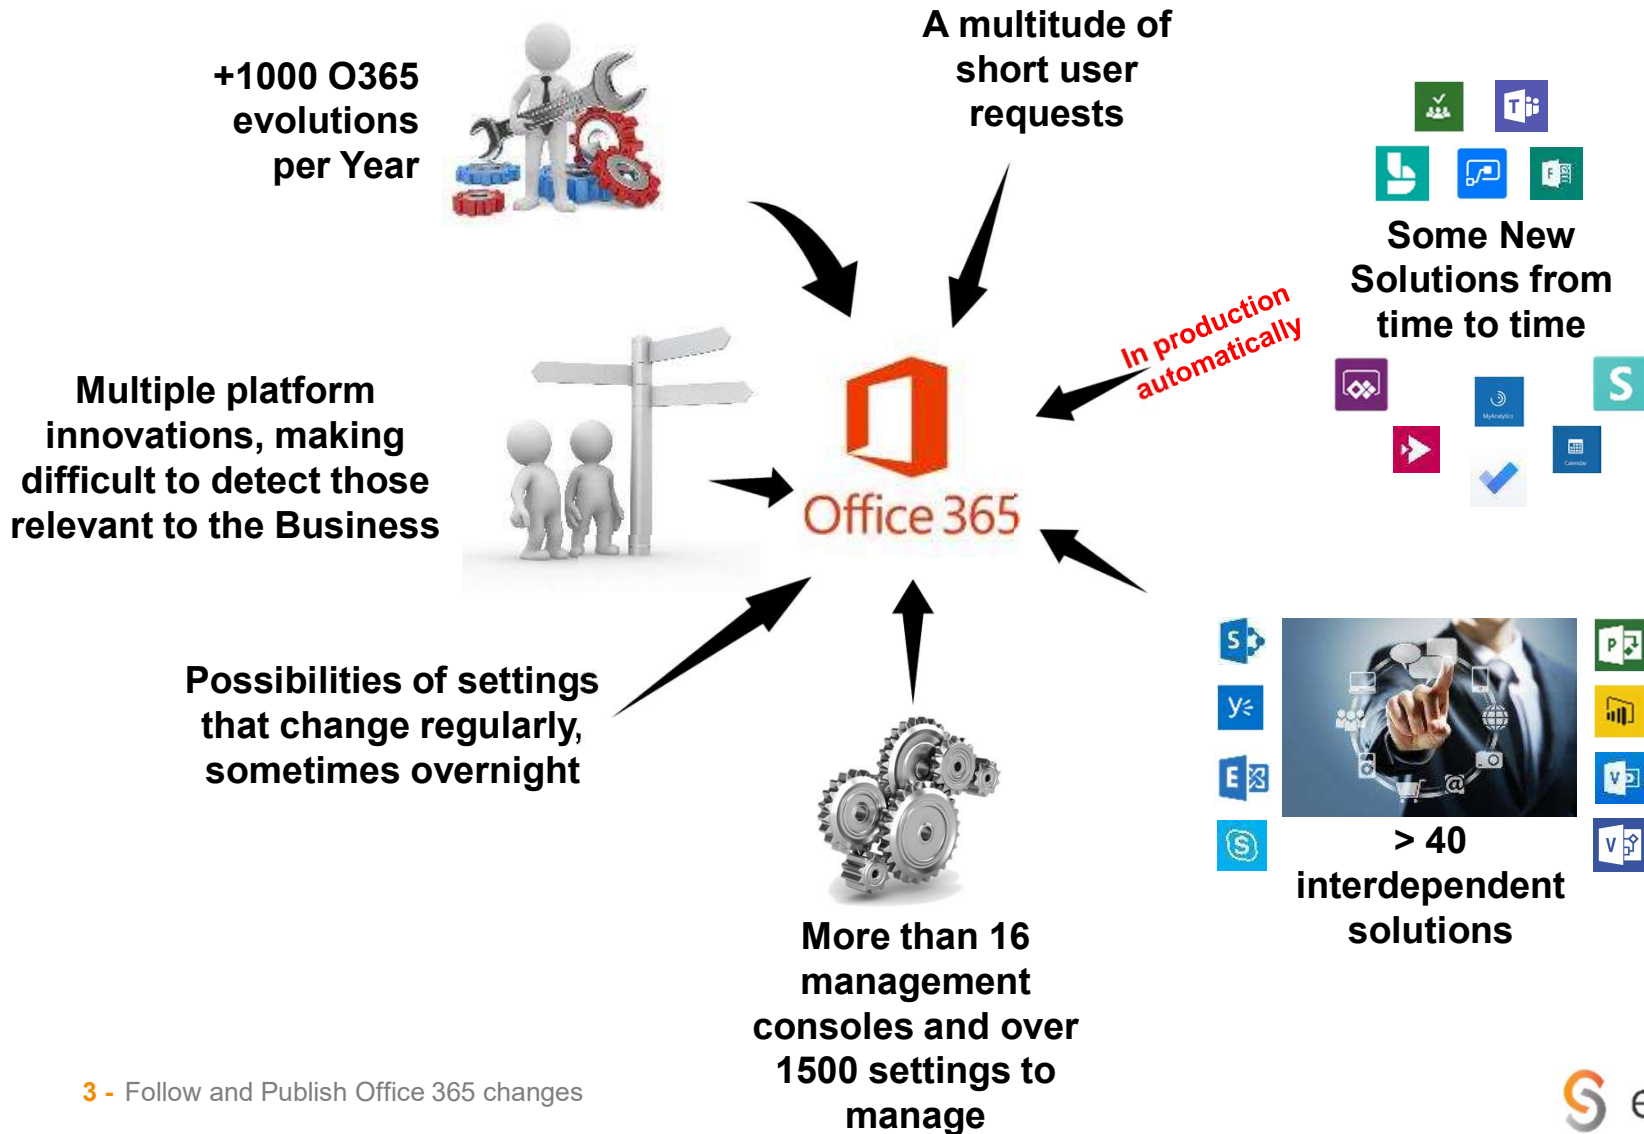 +1000 O365
evolutions
per Year
A multitude of
short user
requests
Some New
Solutions from
time to time
In production
automatically
Multiple platform
innovations, making
difficult to detect those
relevant to the Business
Office 365
MyAnalytics
Calendar
Possibilities of settings
that change regularly,
sometimes overnight
> 40
interdependent
solutions
More than 16
management
consoles and over
1500 settings to
manage
3 - Follow and Publish Office 365 changes